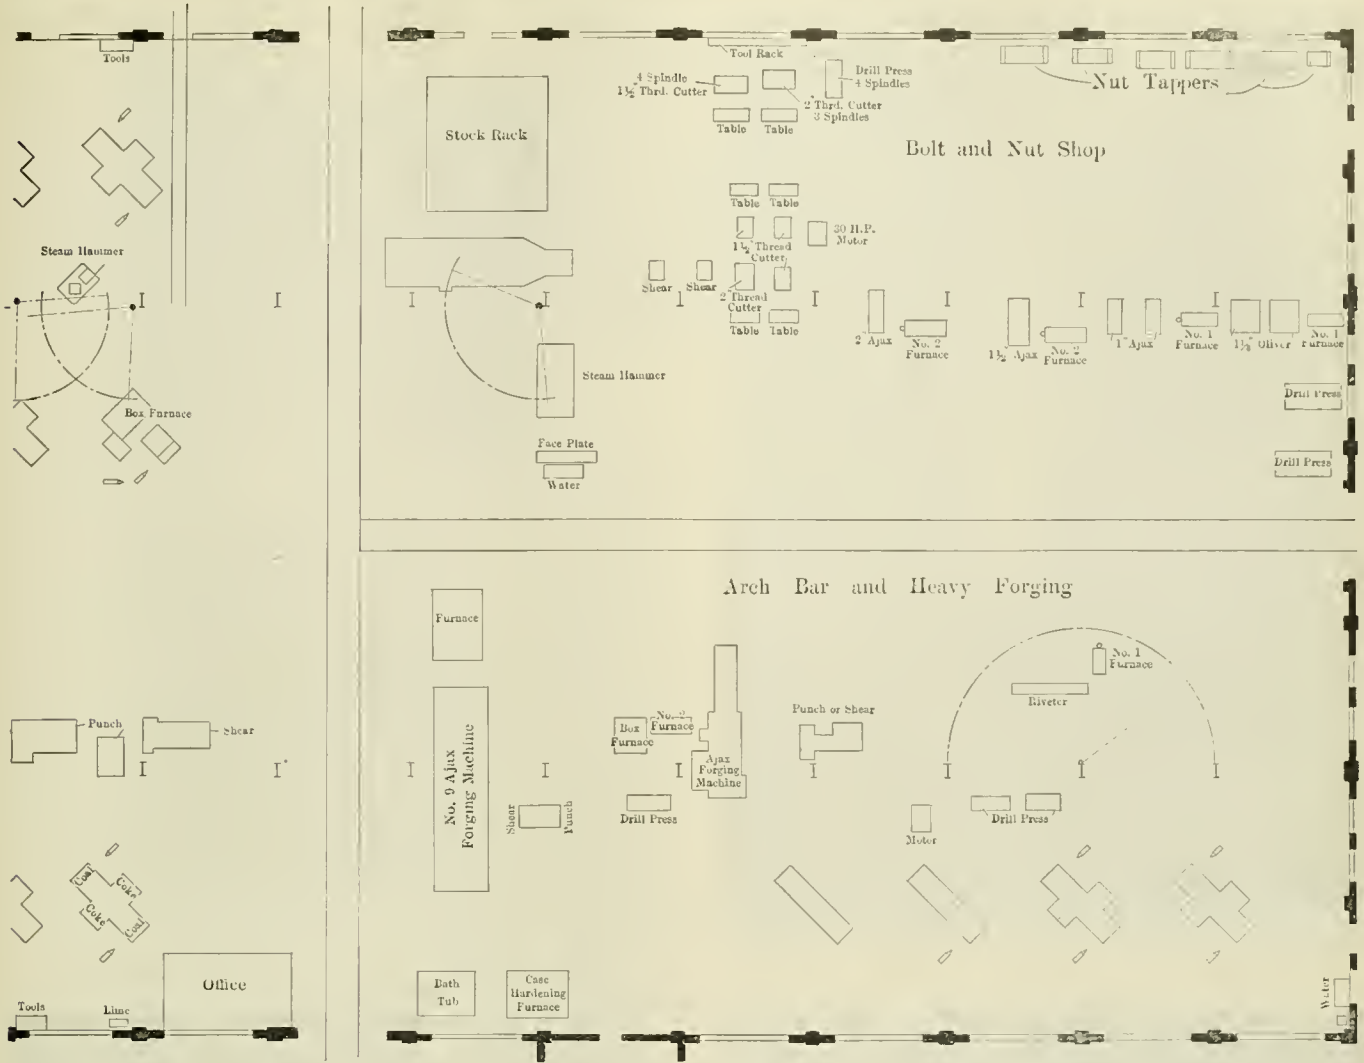 Tools
Tool Rack
4 Spindle
1½" Thrd. Cutter
Drill Press
4 Spindles
2" Thrd. Cutter
3 Spindles
Nut Tappers
Table Table
Stock Rack
Bolt and Nut Shop
Table Table
30 H.P.
Motor
1½" Thread
Cutter
Steam Hammer
Shear Shear
2" Thread
Cutter
Table Table
2" Ajax
No. 2
Furnace
1½" Ajax
No. 2
Furnace
1" Ajax
No. 1
Furnace
1½" Oliver
No. 1
Furnace
Steam Hammer
Drill Press
Box Furnace
Face Plate
Water
Drill Press
Arch Bar and Heavy Forging
Furnace
No. 1
Furnace
Riveter
Punch
Shear
No. 9 Ajax
Forging Machine
Box
Furnace
No. 2
Furnace
Ajax
Forging
Machine
Punch or Shear
Shear
Punch
Drill Press
Motor
Drill Press
Coal
Coke
Coke
Coal
Office
Bath
Tub
Case
Hardening
Furnace
Tools
Lime
Water